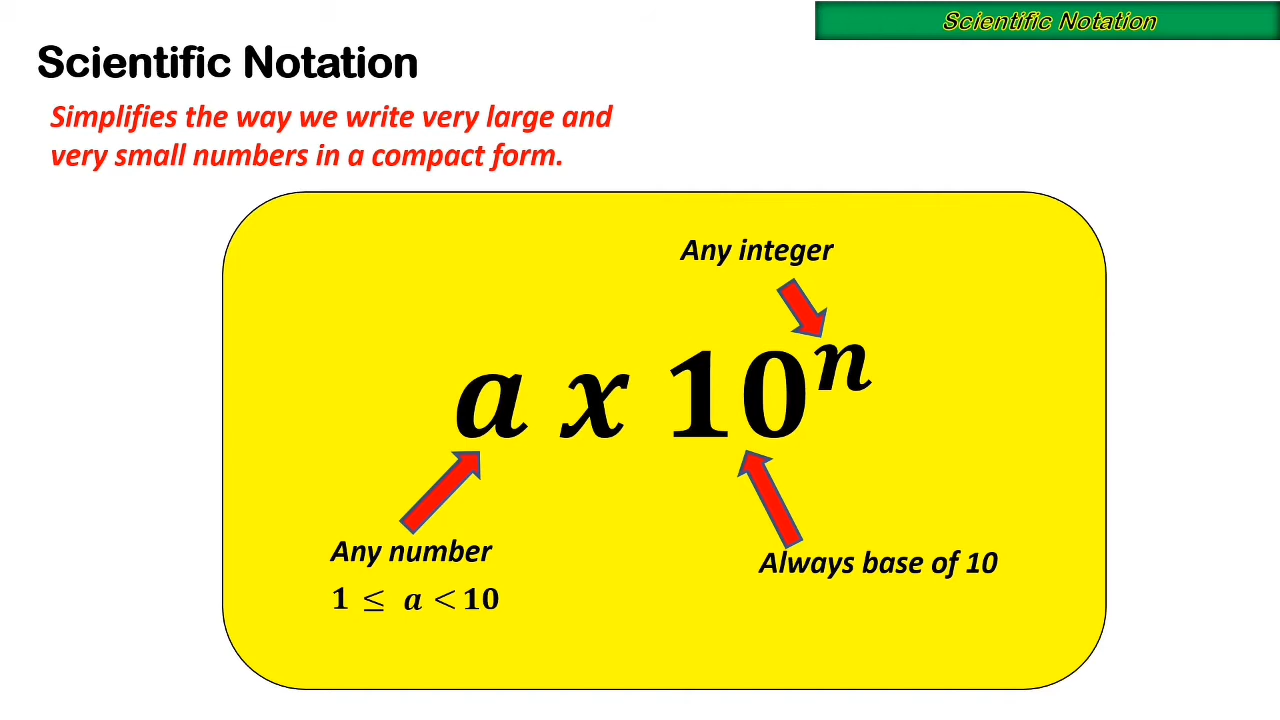 Scientific Notation
Scientific Notation
Simplifies the way we write very large and
very small numbers in a compact form.
Any integer
a x 10ⁿ
Any number
1 ≤ a < 10
Always base of 10